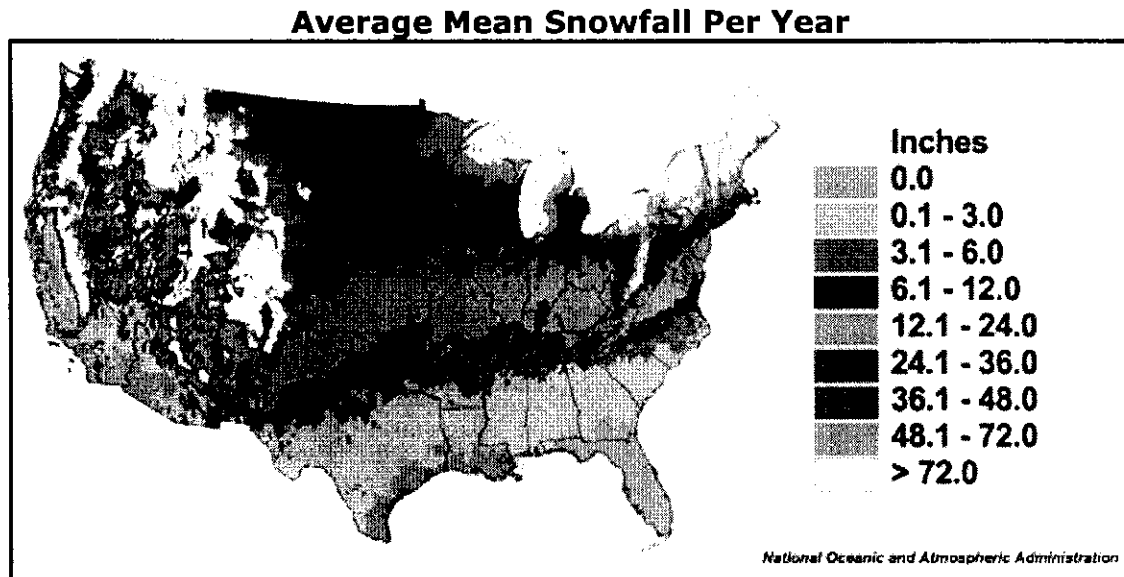 Average Mean Snowfall Per Year
Inches
0.0
0.1 - 3.0
3.1 - 6.0
6.1 - 12.0
12.1 - 24.0
24.1 - 36.0
36.1 - 48.0
48.1 - 72.0
> 72.0
National Oceanic and Atmospheric Administration